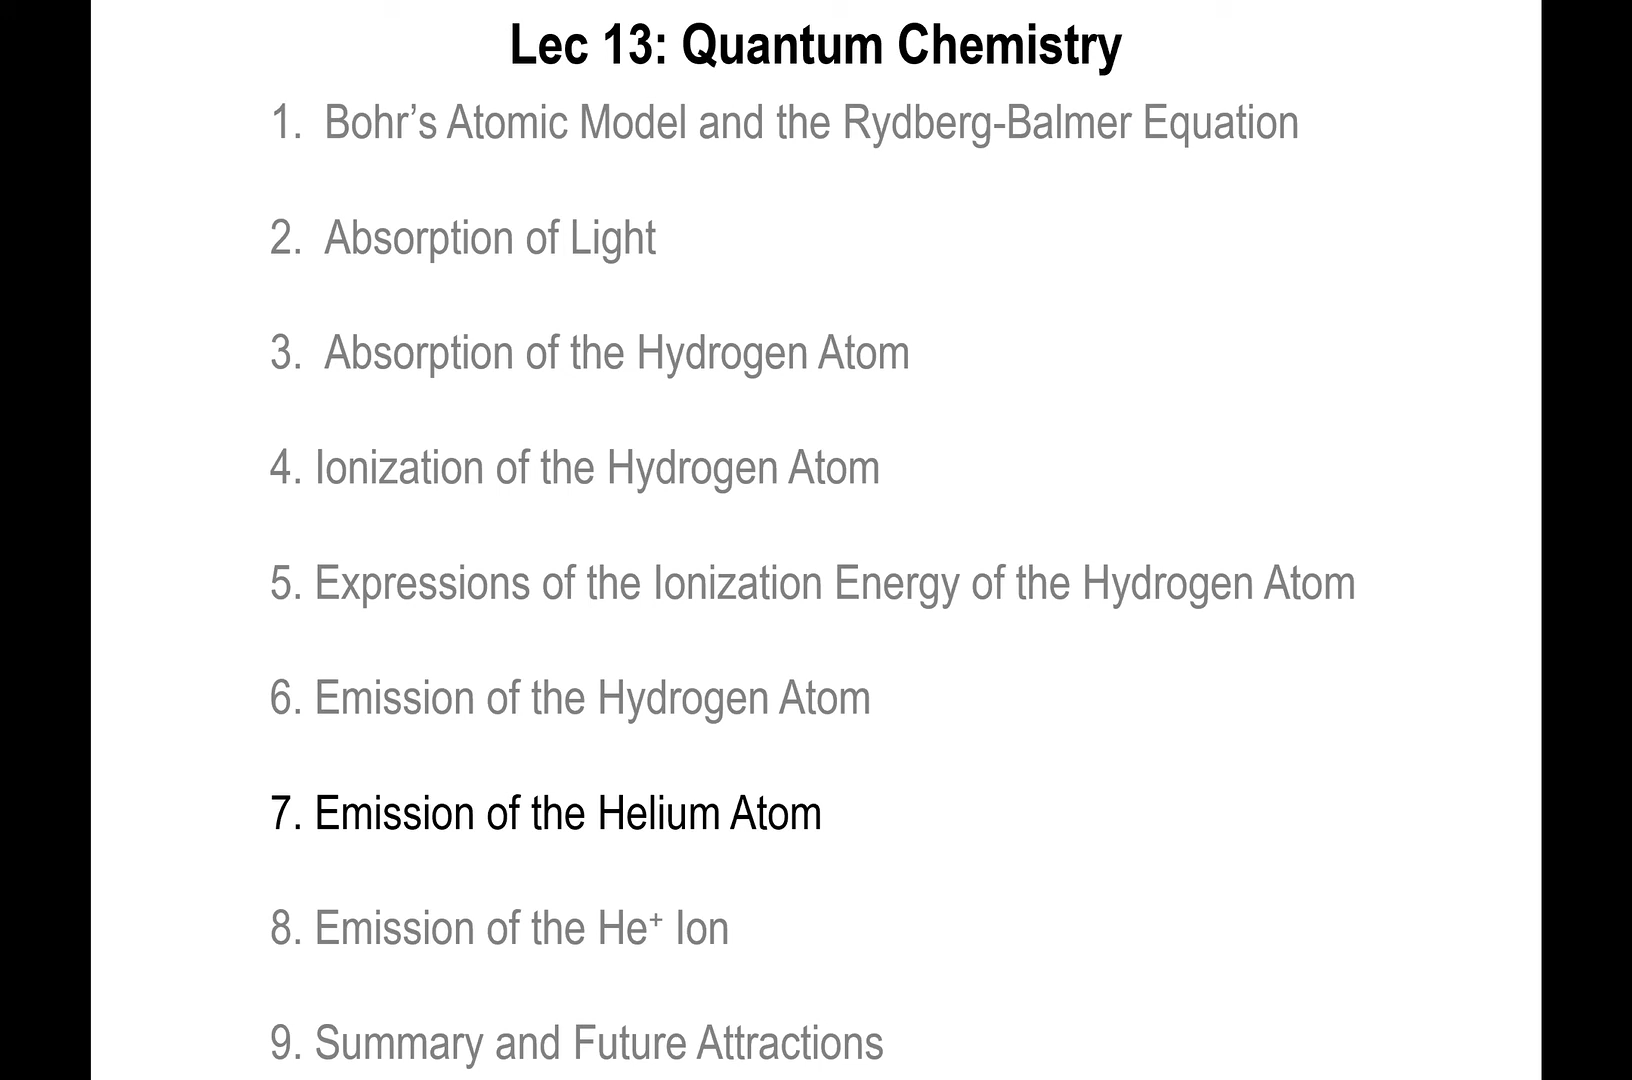 Lec 13: Quantum Chemistry
1. Bohr’s Atomic Model and the Rydberg-Balmer Equation
2. Absorption of Light
3. Absorption of the Hydrogen Atom
4. Ionization of the Hydrogen Atom
5. Expressions of the Ionization Energy of the Hydrogen Atom
6. Emission of the Hydrogen Atom
7. Emission of the Helium Atom
8. Emission of the He⁺ Ion
9. Summary and Future Attractions